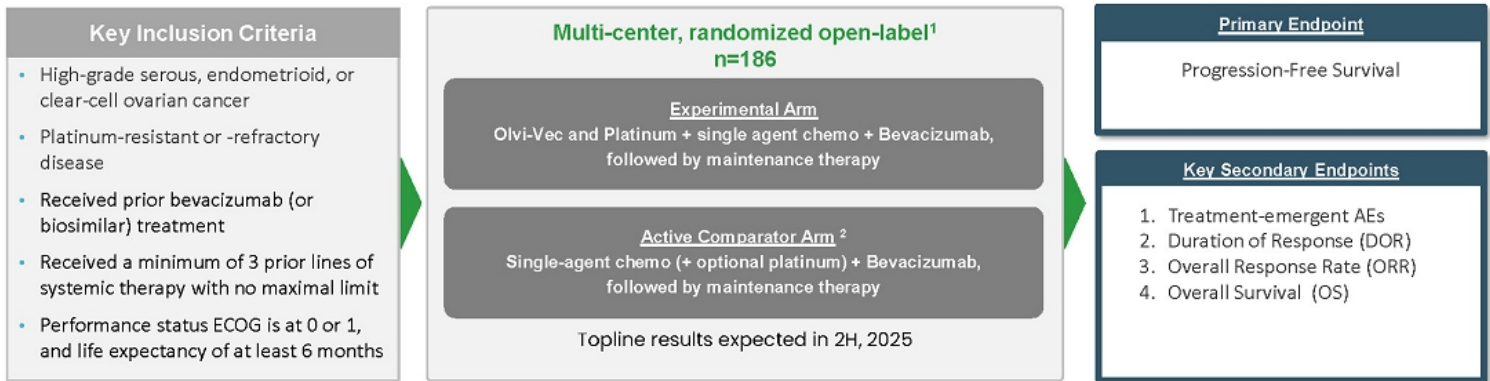 Key Inclusion Criteria
• High-grade serous, endometrioid, or
clear-cell ovarian cancer
• Platinum-resistant or -refractory
disease
• Received prior bevacizumab (or
biosimilar) treatment
• Received a minimum of 3 prior lines of
systemic therapy with no maximal limit
• Performance status ECOG is at 0 or 1,
and life expectancy of at least 6 months
Multi-center, randomized open-label¹
n=186
Experimental Arm
Olvi-Vec and Platinum + single agent chemo + Bevacizumab,
followed by maintenance therapy
Active Comparator Arm ²
Single-agent chemo (+ optional platinum) + Bevacizumab,
followed by maintenance therapy
Topline results expected in 2H, 2025
Primary Endpoint
Progression-Free Survival
Key Secondary Endpoints
1. Treatment-emergent AEs
2. Duration of Response (DOR)
3. Overall Response Rate (ORR)
4. Overall Survival (OS)